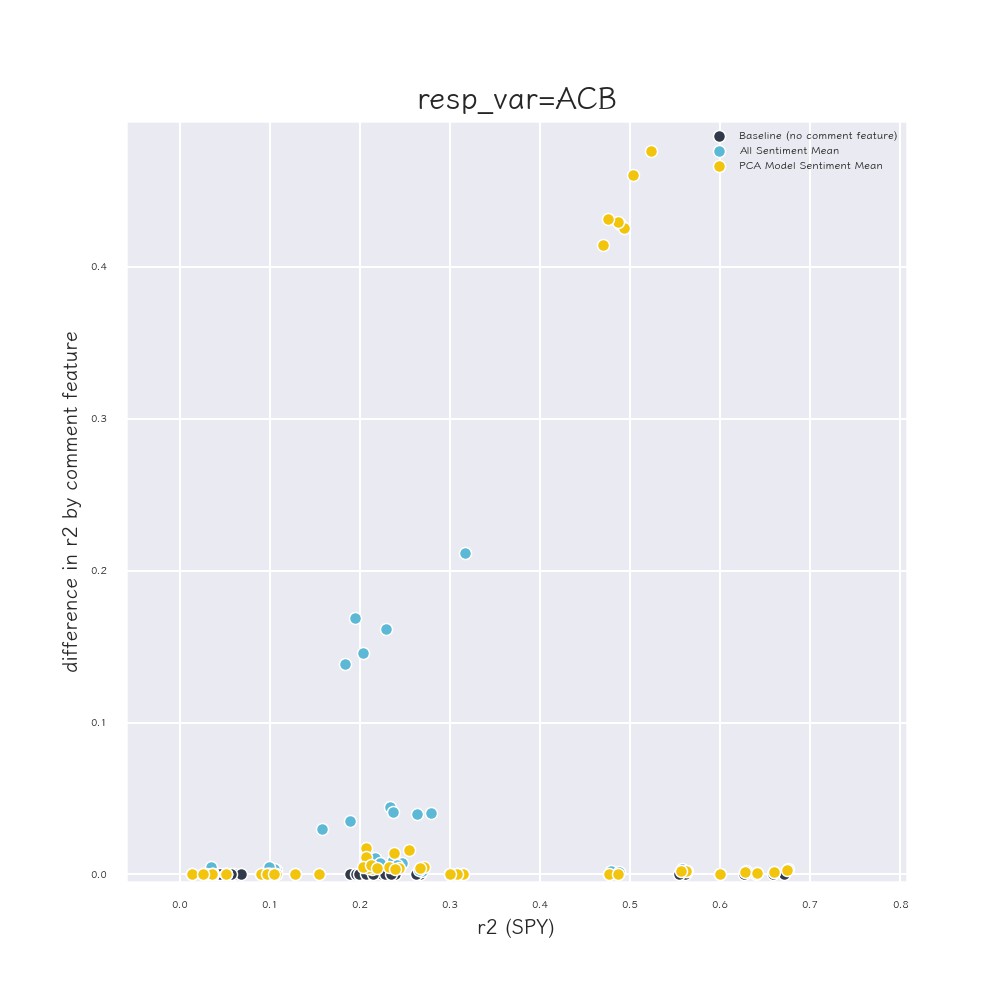 resp_var=ACB
Baseline (no comment feature)
All Sentiment Mean
PCA Model Sentiment Mean
difference in r2 by comment feature
0.4
0.3
0.2
0.1
0.0
0.0 0.1 0.2 0.3 0.4 0.5 0.6 0.7 0.8
r2 (SPY)